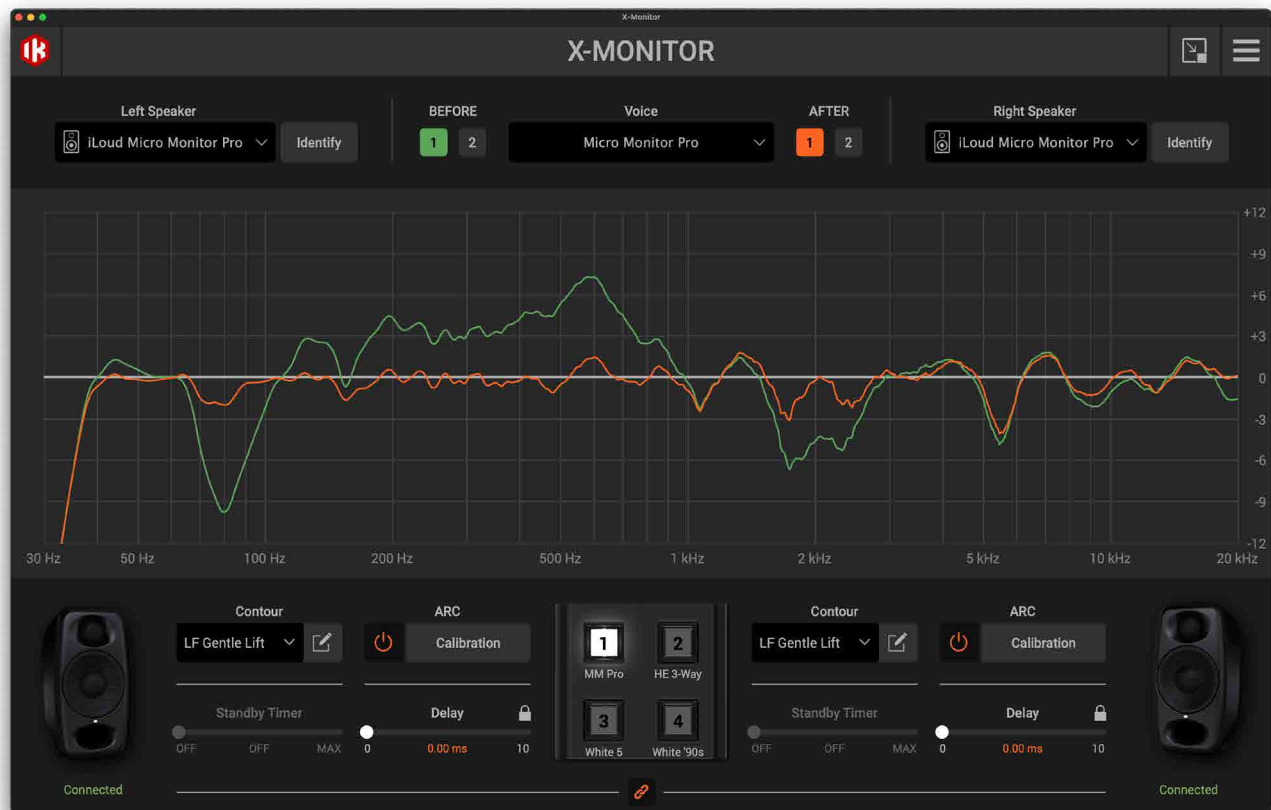 X-Monitor
X-MONITOR
Left Speaker
iLoud Micro Monitor Pro
Identify
BEFORE
1 2
Voice
Micro Monitor Pro
AFTER
1 2
Right Speaker
iLoud Micro Monitor Pro
Identify
+12
+9
+6
+3
0
-3
-6
-9
-12
30 Hz 50 Hz 100 Hz 200 Hz 500 Hz 1 kHz 2 kHz 5 kHz 10 kHz 20 kHz
Contour
LF Gentle Lift
ARC
Calibration
Standby Timer
OFF OFF MAX
Delay
0 0.00 ms 10
Connected
1 2
MM Pro HE 3-Way
3 4
White 5 White '90s
Contour
LF Gentle Lift
ARC
Calibration
Standby Timer
OFF OFF MAX
Delay
0 0.00 ms 10
Connected